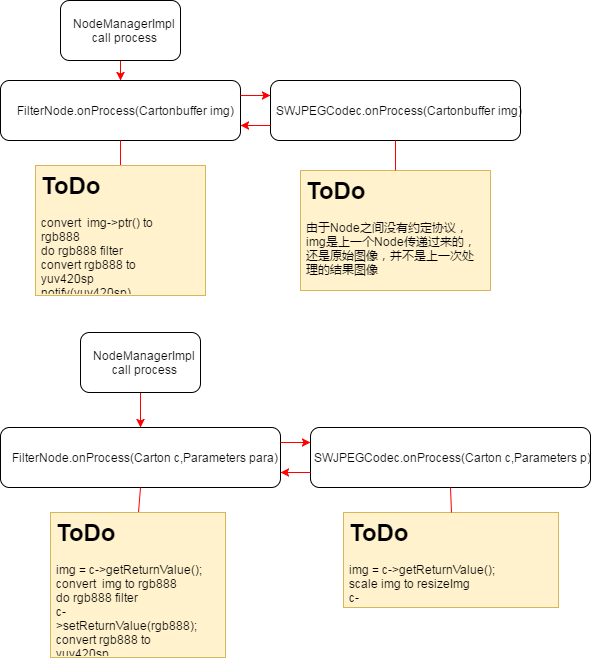 NodeManagerImpl
call process
FilterNode.onProcess(Cartonbuffer img)
SWJPEGCodec.onProcess(Cartonbuffer img)
ToDo
convert  img->ptr() to
rgb888
do rgb888 filter
convert rgb888 to
yuv420sp
notify(yuv420sp)
ToDo
由于Node之间没有约定协议，
img是上一个Node传递过来的，
还是原始图像，并不是上一次处
理的结果图像
NodeManagerImpl
call process
FilterNode.onProcess(Carton c,Parameters para)
SWJPEGCodec.onProcess(Carton c,Parameters p)
ToDo
img = c->getReturnValue();
convert  img to rgb888
do rgb888 filter
c-
>setReturnValue(rgb888);
convert rgb888 to
yuv420sp
ToDo
img = c->getReturnValue();
scale img to resizeImg
c-